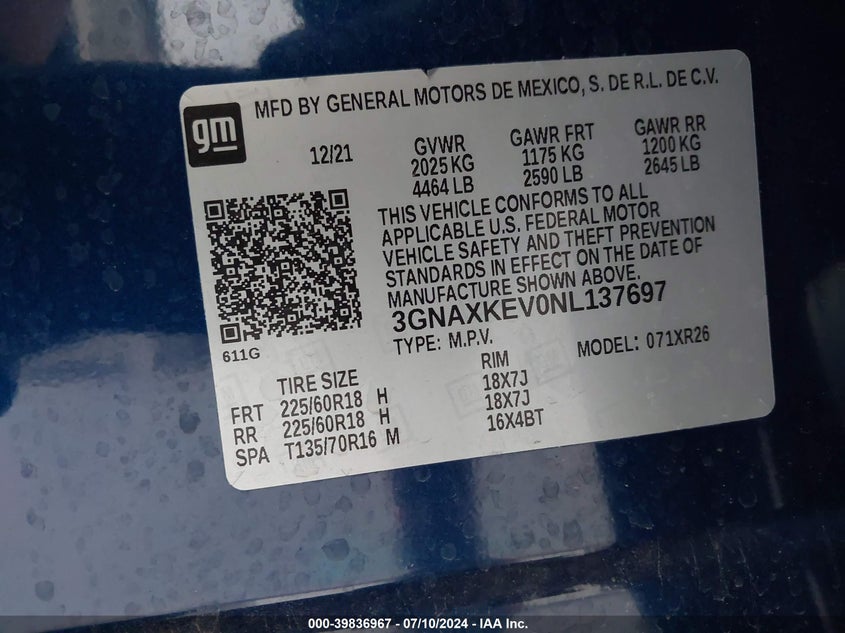 gm
MFD BY GENERAL MOTORS DE MEXICO, S. DE R.L. DE C.V.
12/21
GVWR GAWR FRT GAWR RR
2025 KG 1175 KG 1200 KG
4464 LB 2590 LB 2645 LB
THIS VEHICLE CONFORMS TO ALL
APPLICABLE U.S. FEDERAL MOTOR
VEHICLE SAFETY AND THEFT PREVENTION
STANDARDS IN EFFECT ON THE DATE OF
MANUFACTURE SHOWN ABOVE.
3GNAXKEV0NL137697
TYPE: M.P.V. MODEL: 071XR26
611G
TIRE SIZE RIM
FRT 225/60R18 H 18X7J
RR 225/60R18 H 18X7J
SPA T135/70R16 M 16X4BT
000-39836967 - 07/10/2024 - IAA Inc.